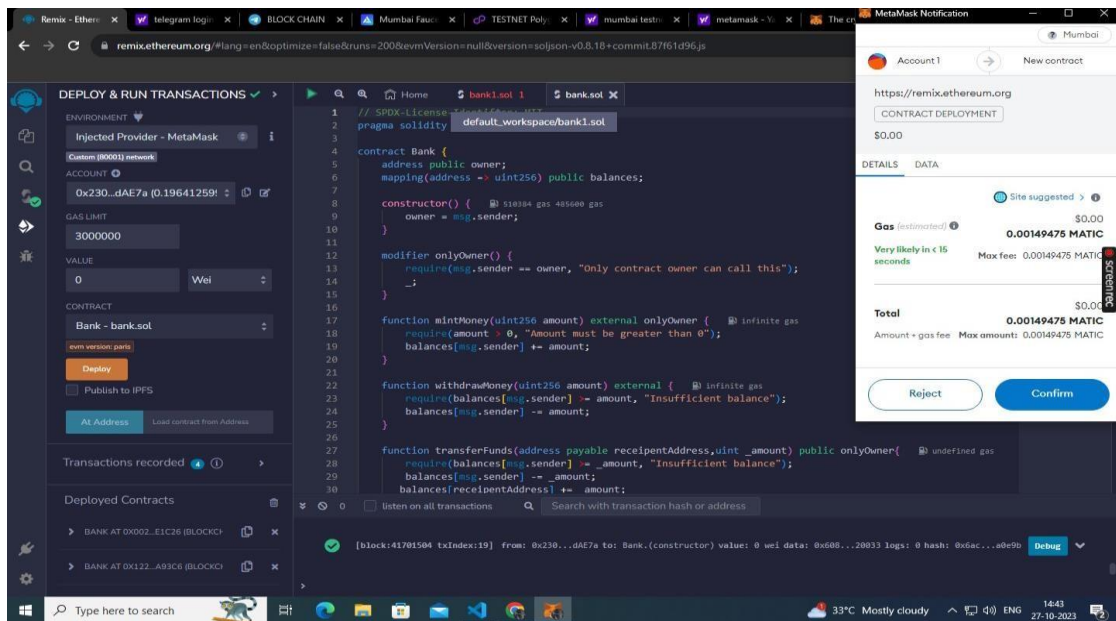 Remix - Ethere
telegram login
BLOCK CHAIN
Mumbai Fauc
TESTNET Poly
mumbai testn
metamask - Y
The cr
remix.ethereum.org/#lang=en&optimize=false&runs=200&evmVersion=null&version=soljson-v0.8.18+commit.87f61d96.js
DEPLOY & RUN TRANSACTIONS
ENVIRONMENT
Injected Provider - MetaMask
Custom (80001) network
ACCOUNT
0x230...dAE7a (0.19641259
GAS LIMIT
3000000
VALUE
0
Wei
CONTRACT
Bank - bank.sol
evm version: paris
Deploy
Publish to IPFS
At Address
Load contract from Address
Transactions recorded 4
Deployed Contracts
BANK AT 0X002...E1C26 (BLOCKCH
BANK AT 0X122...A93C6 (BLOCKCH
Home
bank1.sol 1
bank.sol
default_workspace/bank1.sol
1 // SPDX-License-Identifier: MIT
2 pragma solidity
3
4 contract Bank {
5 address public owner;
6 mapping(address => uint256) public balances;
7
8 constructor() { 510384 gas 485600 gas
9 owner = msg.sender;
10 }
11
12 modifier onlyOwner() {
13 require(msg.sender == owner, "Only contract owner can call this");
14 _;
15 }
16
17 function mintMoney(uint256 amount) external onlyOwner { infinite gas
18 require(amount > 0, "Amount must be greater than 0");
19 balances[msg.sender] += amount;
20 }
21
22 function withdrawMoney(uint256 amount) external { infinite gas
23 require(balances[msg.sender] >= amount, "Insufficient balance");
24 balances[msg.sender] -= amount;
25 }
26
27 function transferFunds(address payable receipentAddress,uint _amount) public onlyOwner{ undefined gas
28 require(balances[msg.sender] >= _amount, "Insufficient balance");
29 balances[msg.sender] -= _amount;
30 balances[receipentAddress] += _amount;
0
listen on all transactions
Search with transaction hash or address
[block:41701504 txIndex:19] from: 0x230...dAE7a to: Bank.(constructor) value: 0 wei data: 0x608...20033 logs: 0 hash: 0x6ac...a0e9b
Debug
>
MetaMask Notification
Mumbai
Account 1
New contract
https://remix.ethereum.org
CONTRACT DEPLOYMENT
$0.00
DETAILS
DATA
Site suggested >
Gas (estimated)
$0.00
0.00149475 MATIC
Very likely in < 15
seconds
Max fee: 0.00149475 MATIC
Total
$0.00
0.00149475 MATIC
Amount + gas fee
Max amount: 0.00149475 MATIC
Reject
Confirm
screenrec
Type here to search
33°C Mostly cloudy
ENG
14:43
27-10-2023
2